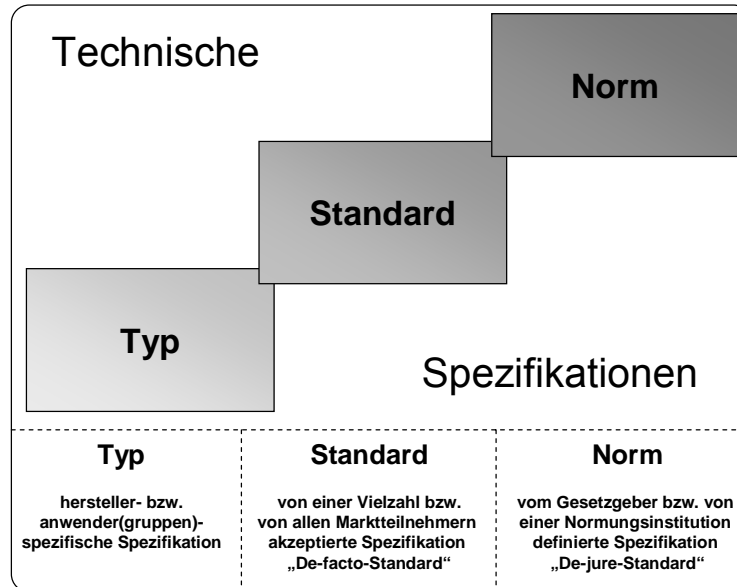 Technische
Norm
Standard
Typ
Spezifikationen
Typ
hersteller- bzw.
anwender(gruppen)-
spezifische Spezifikation
Standard
von einer Vielzahl bzw.
von allen Marktteilnehmern
akzeptierte Spezifikation
„De-facto-Standard“
Norm
vom Gesetzgeber bzw. von
einer Normungsinstitution
definierte Spezifikation
„De-jure-Standard“